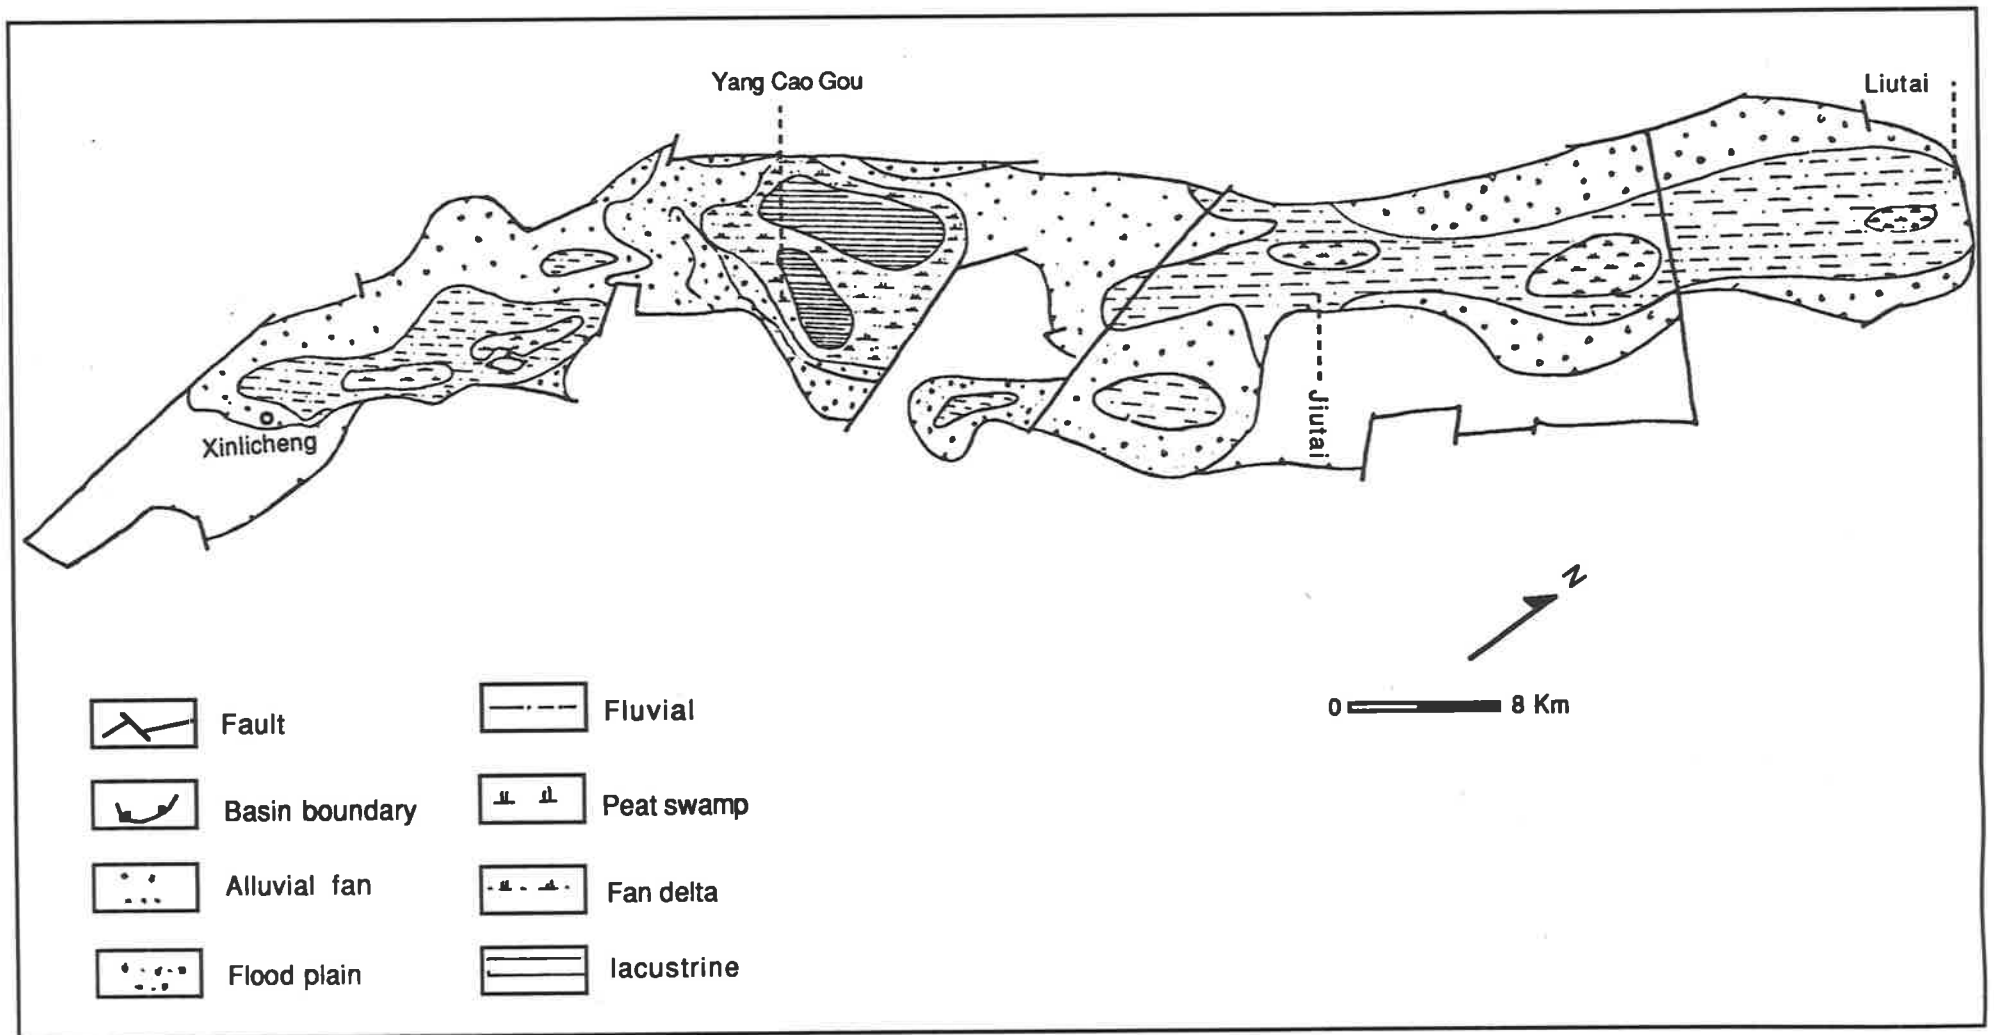 Yang Cao Gou
Liutai
Xinlicheng
Jiutai
N
0 8 Km
Fault
Fluvial
Basin boundary
Peat swamp
Alluvial fan
Fan delta
Flood plain
lacustrine